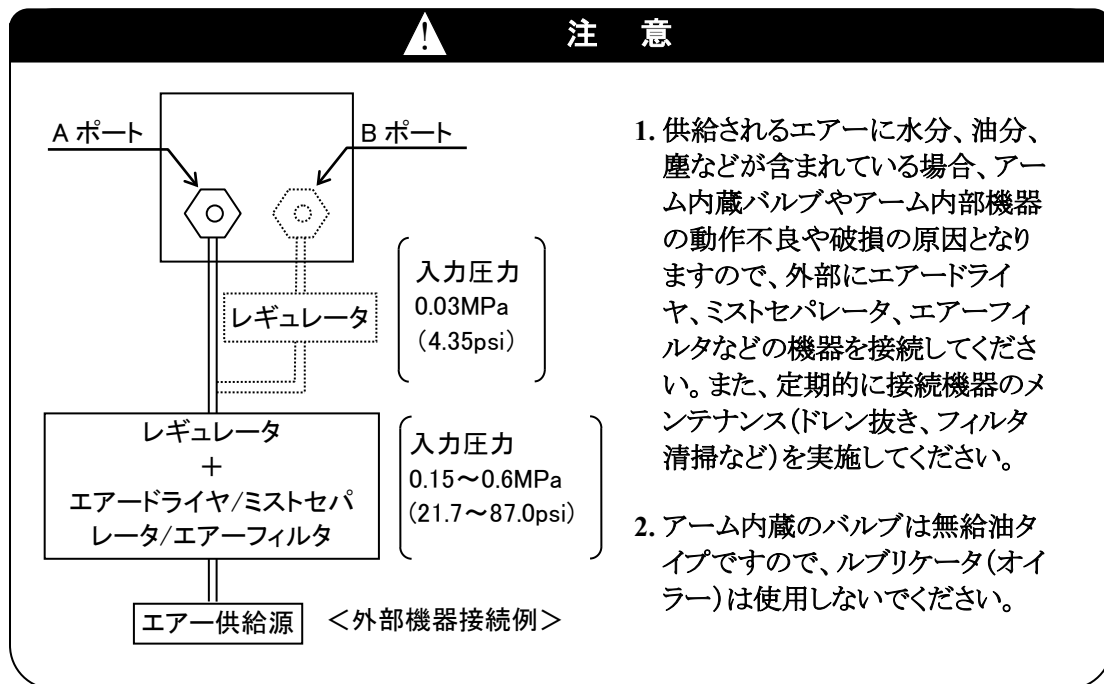 注 意
A ポート
B ポート
レギュレータ
入力圧力
0.03MPa
(4.35psi)
レギュレータ
+
エアードライヤ/ミストセパ
レータ/エアーフィルタ
入力圧力
0.15～0.6MPa
(21.7～87.0psi)
エアー供給源
＜外部機器接続例＞
1. 供給されるエアーに水分、油分、
塵などが含まれている場合、アー
ム内蔵バルブやアーム内部機器
の動作不良や破損の原因となり
ますので、外部にエアードライ
ヤ、ミストセパレータ、エアーフィ
ルタなどの機器を接続してくださ
い。また、定期的に接続機器のメ
ンテナンス(ドレン抜き、フィルタ
清掃など)を実施してください。
2. アーム内蔵のバルブは無給油タ
イプですので、ルブリケータ(オイ
ラー)は使用しないでください。